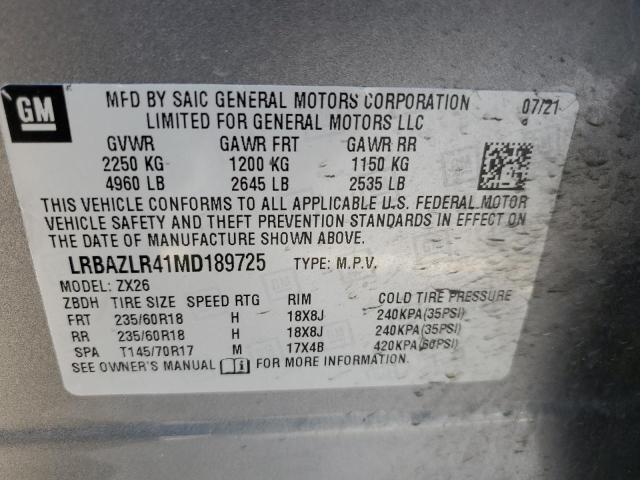 GM
MFD BY SAIC GENERAL MOTORS CORPORATION 07/21
LIMITED FOR GENERAL MOTORS LLC
GVWR GAWR FRT GAWR RR
2250 KG 1200 KG 1150 KG
4960 LB 2645 LB 2535 LB
THIS VEHICLE CONFORMS TO ALL APPLICABLE U.S. FEDERAL MOTOR
VEHICLE SAFETY AND THEFT PREVENTION STANDARDS IN EFFECT ON
THE DATE OF MANUFACTURE SHOWN ABOVE.
LRBAZLR41MD189725 TYPE: M.P.V.
MODEL: ZX26
ZBDH TIRE SIZE SPEED RTG RIM COLD TIRE PRESSURE
FRT 235/60R18 H 18X8J 240KPA(35PSI)
RR 235/60R18 H 18X8J 240KPA(35PSI)
SPA T145/70R17 M 17X4B 420KPA(60PSI)
SEE OWNER'S MANUAL FOR MORE INFORMATION.